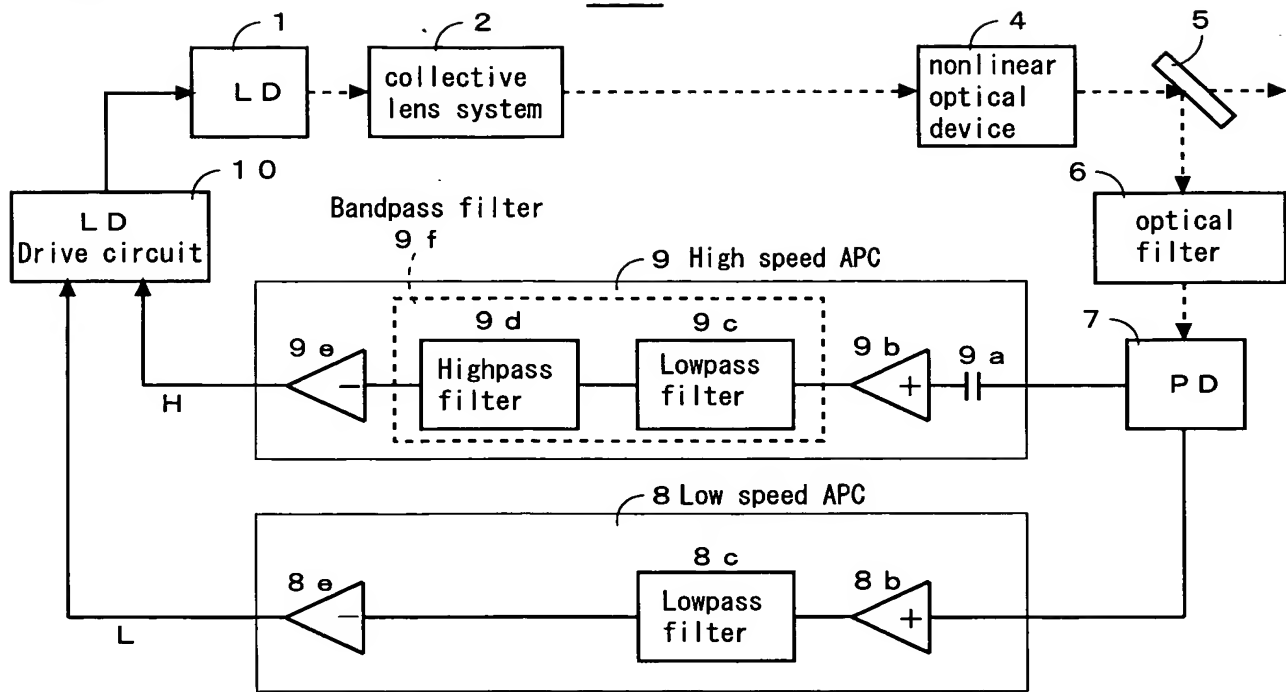 1
2
4
5
LD
collective
lens system
nonlinear
optical
device
10
6
LD
Drive circuit
Bandpass filter
9f
optical
filter
9 High speed APC
9d
9c
7
9e
Highpass
filter
Lowpass
filter
9b
9a
PD
−
+
H
8 Low speed APC
8e
8c
8b
Lowpass
filter
−
+
L